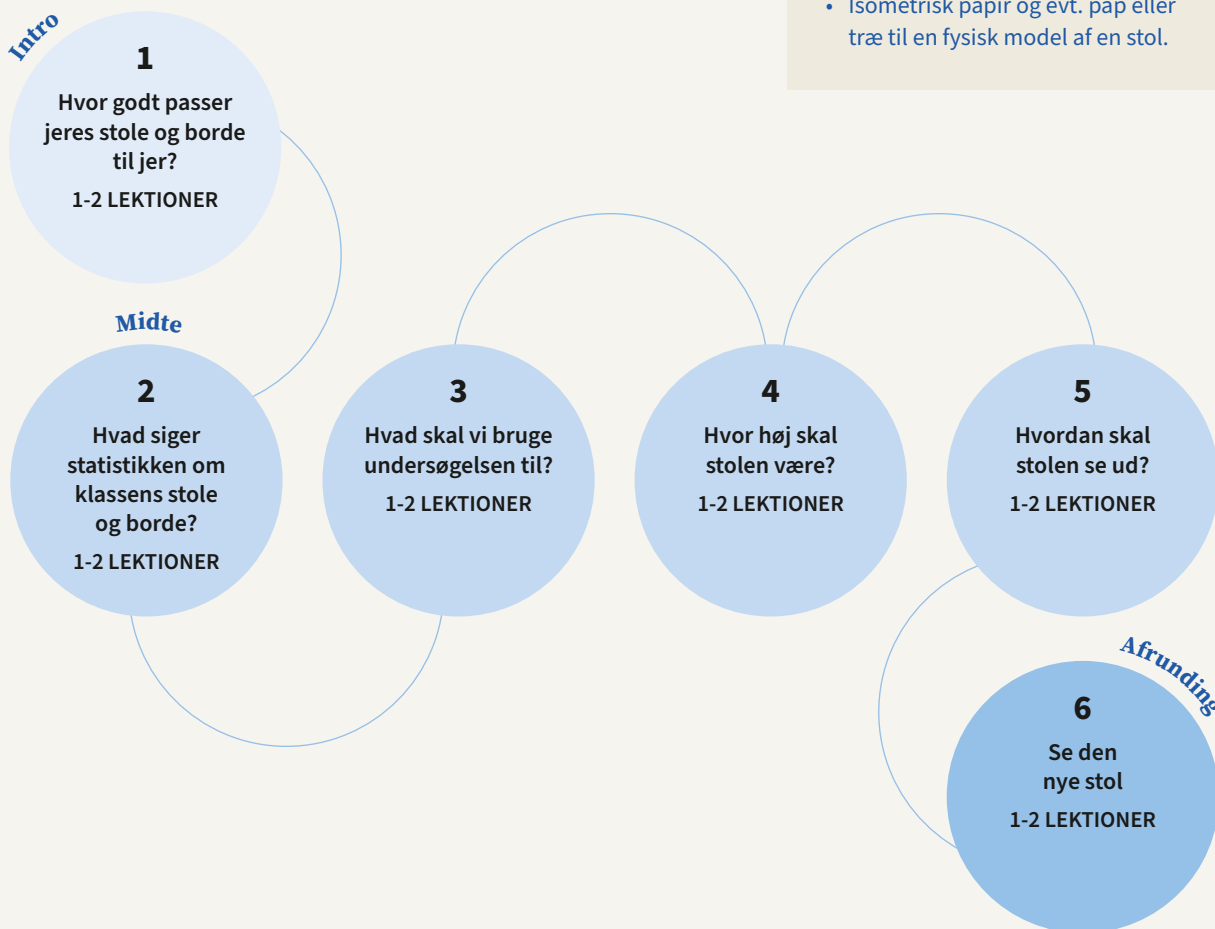 • Isometrisk papir og evt. pap eller
træ til en fysisk model af en stol.
Intro
1
Hvor godt passer
jeres stole og borde
til jer?
1-2 LEKTIONER
Midte
2
Hvad siger
statistikken om
klassens stole
og borde?
1-2 LEKTIONER
3
Hvad skal vi bruge
undersøgelsen til?
1-2 LEKTIONER
4
Hvor høj skal
stolen være?
1-2 LEKTIONER
5
Hvordan skal
stolen se ud?
1-2 LEKTIONER
Afrunding
6
Se den
nye stol
1-2 LEKTIONER